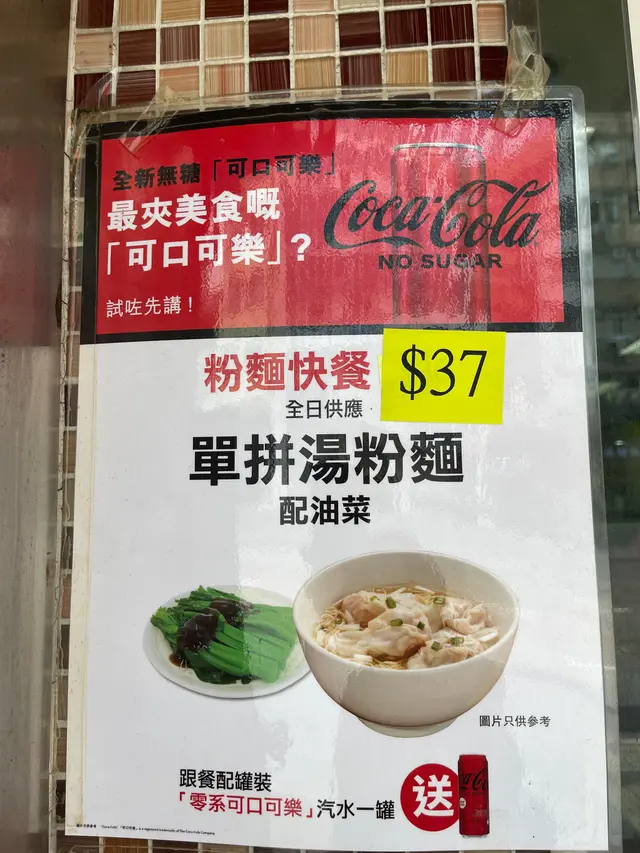 全新無糖「可口可樂」
最夾美食嘅
「可口可樂」?
試咗先講！
Coca-Cola
NO SUGAR
粉麵快餐
$37
全日供應
單拼湯粉麵
配油菜
圖片只供參考
跟餐配罐裝
「零系可口可樂」汽水一罐
送